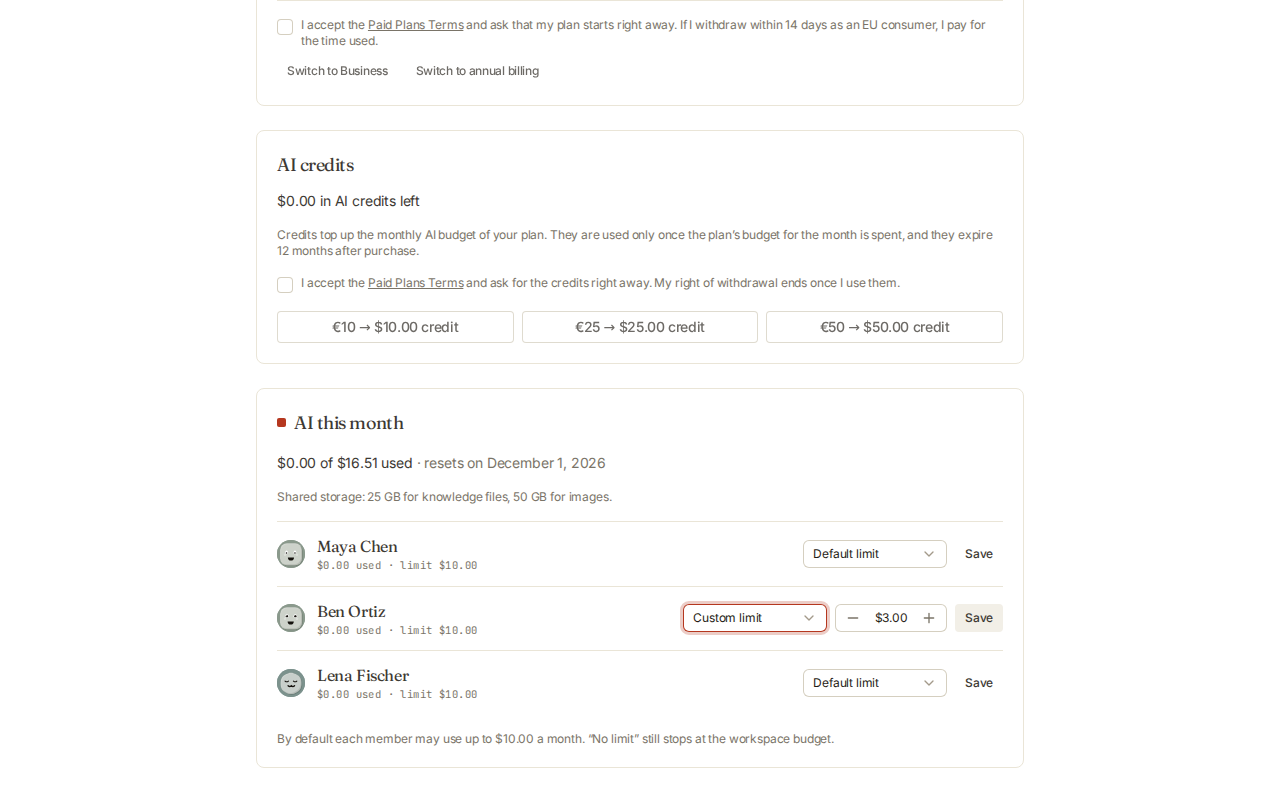 I accept the Paid Plans Terms and ask that my plan starts right away. If I withdraw within 14 days as an EU consumer, I pay for
the time used.
Switch to Business Switch to annual billing
AI credits
$0.00 in AI credits left
Credits top up the monthly AI budget of your plan. They are used only once the plan’s budget for the month is spent, and they expire
12 months after purchase.
I accept the Paid Plans Terms and ask for the credits right away. My right of withdrawal ends once I use them.
€10 → $10.00 credit €25 → $25.00 credit €50 → $50.00 credit
AI this month
$0.00 of $16.51 used · resets on December 1, 2026
Shared storage: 25 GB for knowledge files, 50 GB for images.
Maya Chen
$0.00 used · limit $10.00
Default limit Save
Ben Ortiz
$0.00 used · limit $10.00
Custom limit $3.00 Save
Lena Fischer
$0.00 used · limit $10.00
Default limit Save
By default each member may use up to $10.00 a month. “No limit” still stops at the workspace budget.